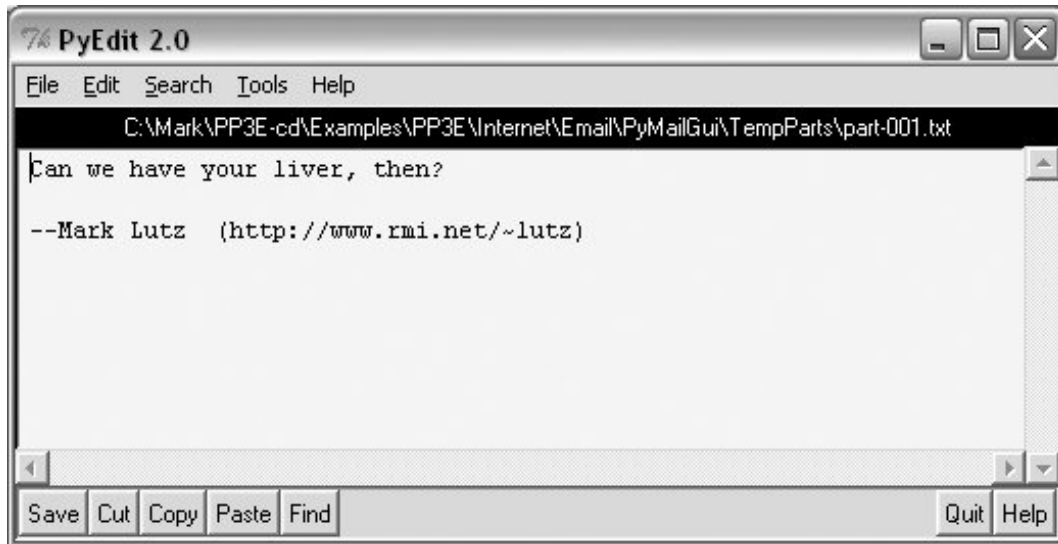 PyEdit 2.0
File Edit Search Tools Help
C:\Mark\PP3E-cd\Examples\PP3E\Internet\Email\PyMailGui\TempParts\part-001.txt
Can we have your liver, then?
--Mark Lutz (http://www.rmi.net/~lutz)
Save Cut Copy Paste Find Quit Help